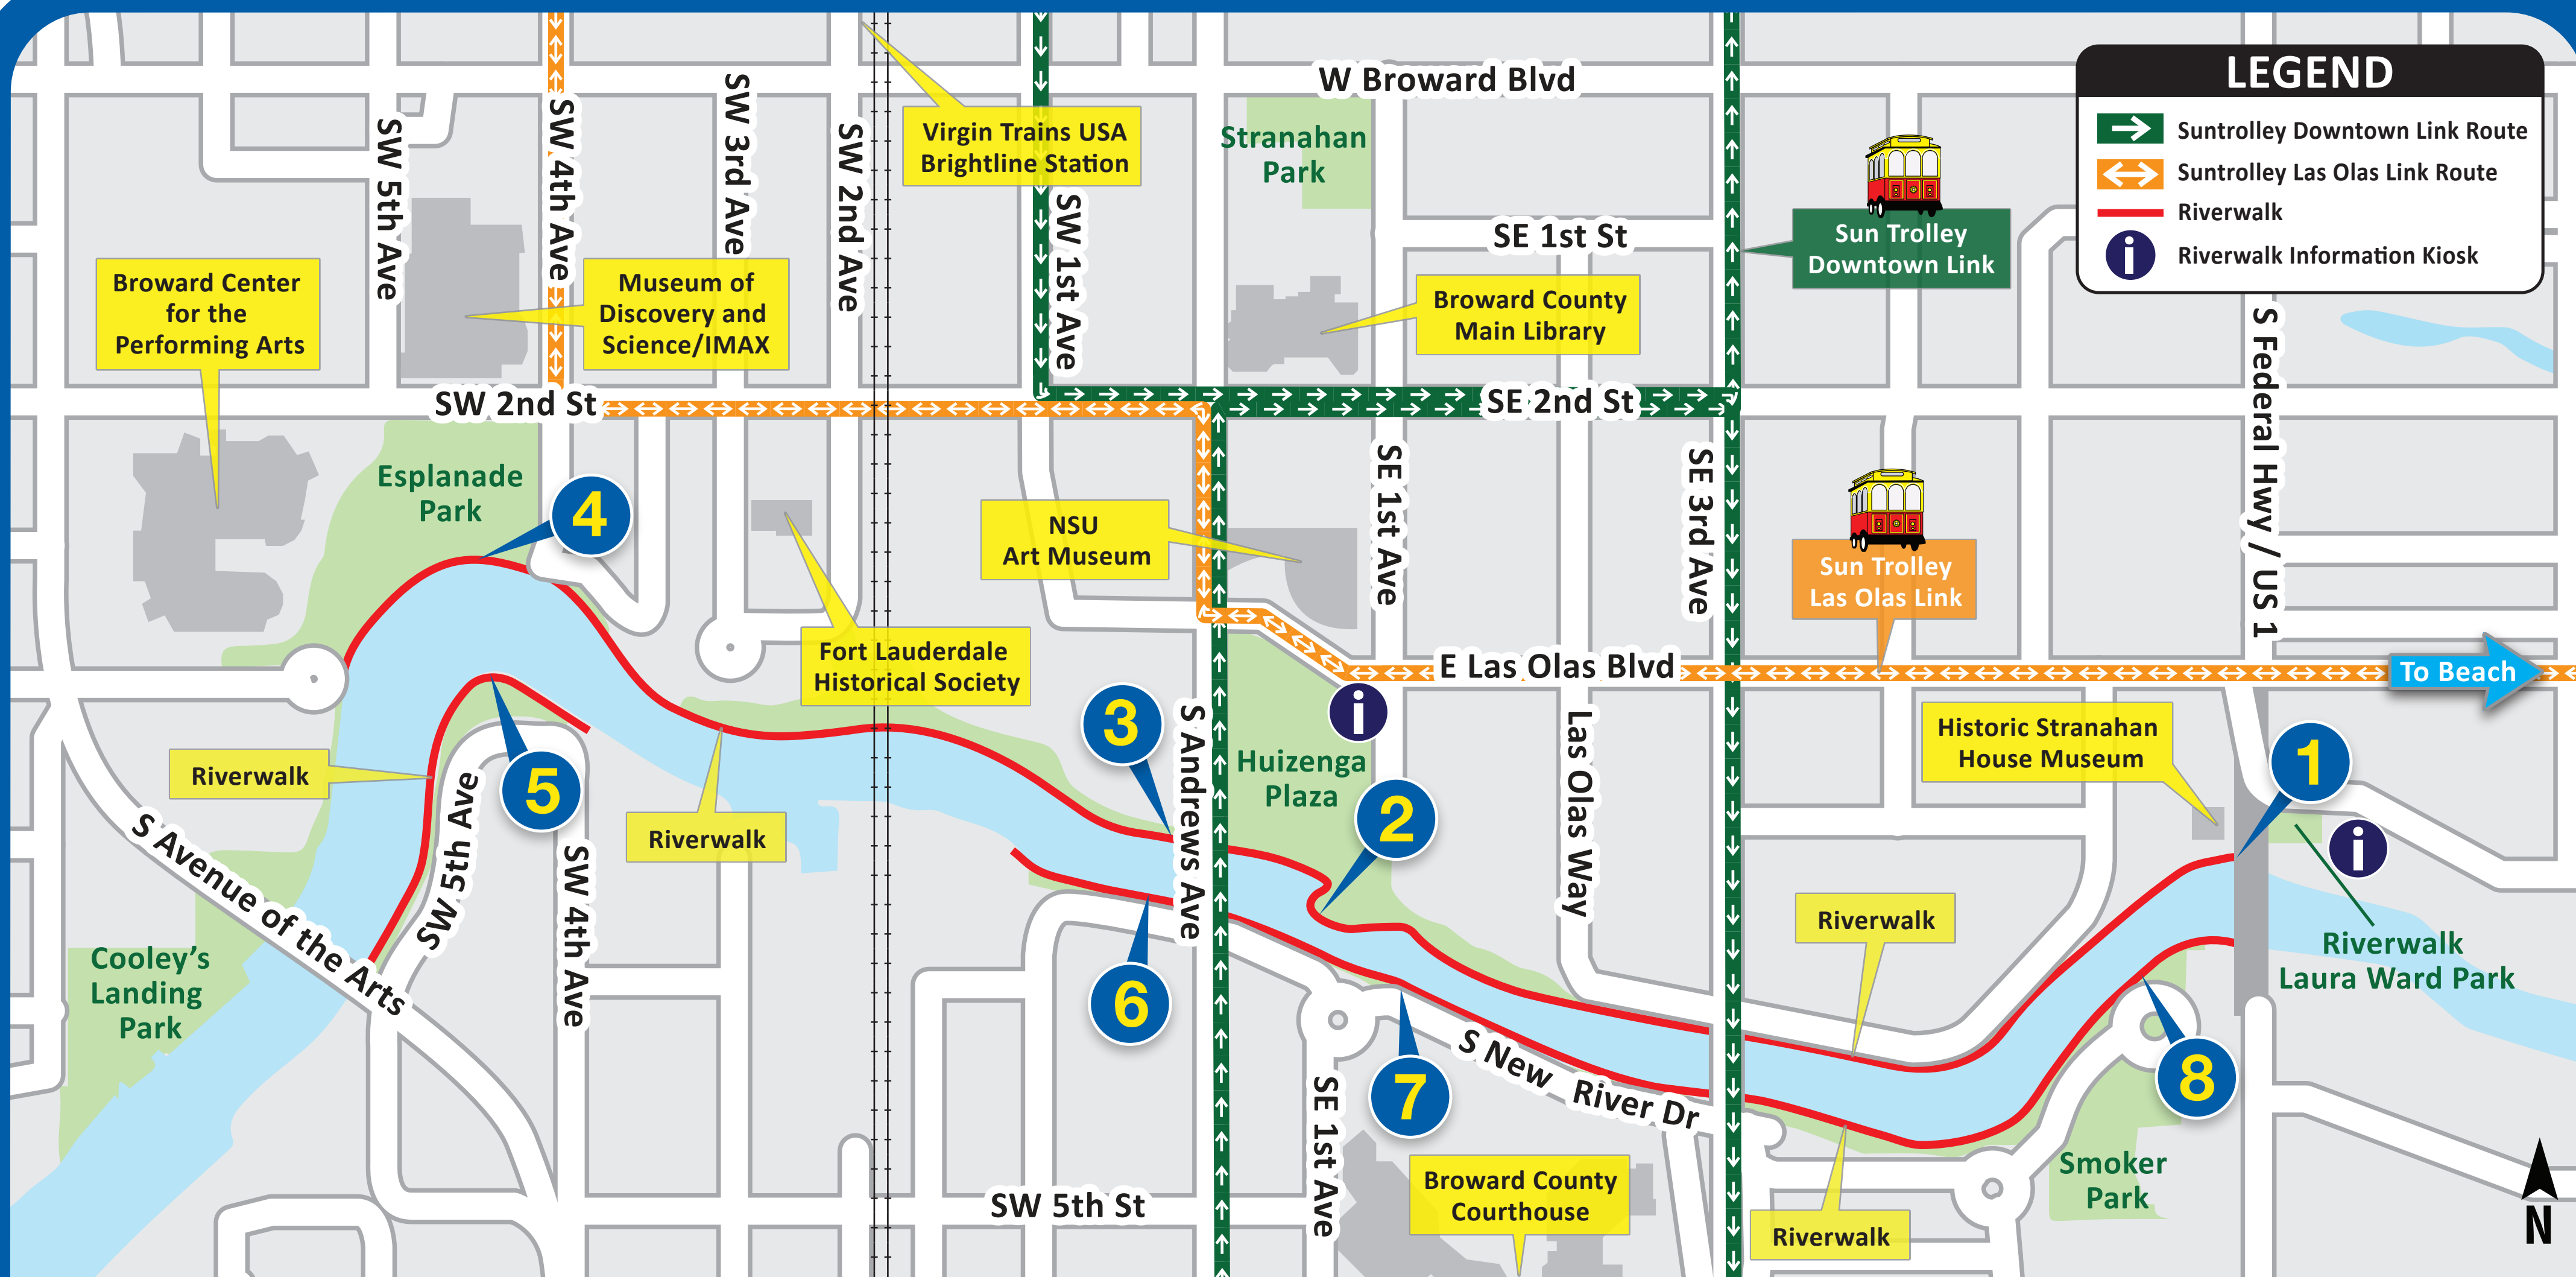 W Broward Blvd
LEGEND
Suntrolley Downtown Link Route
Suntrolley Las Olas Link Route
Riverwalk
i
Riverwalk Information Kiosk
SW 5th Ave
SW 4th Ave
SW 3rd Ave
SW 2nd Ave
Virgin Trains USA
Brightline Station
SW 1st Ave
Stranahan
Park
SE 1st St
Sun Trolley
Downtown Link
Broward Center
for the
Performing Arts
Museum of
Discovery and
Science/IMAX
Broward County
Main Library
S Federal Hwy / US 1
SW 2nd St
SE 2nd St
Esplanade
Park
4
NSU
Art Museum
SE 1st Ave
SE 3rd Ave
Sun Trolley
Las Olas Link
Fort Lauderdale
Historical Society
E Las Olas Blvd
To Beach
3
S Andrews Ave
i
Huizenga
Plaza
2
Las Olas Way
Historic Stranahan
House Museum
1
i
Riverwalk
5
Riverwalk
S Avenue of the Arts
SW 5th Ave
SW 4th Ave
Riverwalk
Riverwalk
Laura Ward Park
Cooley's
Landing
Park
6
7
S New River Dr
8
SE 1st Ave
Broward County
Courthouse
SW 5th St
Smoker
Park
Riverwalk
N